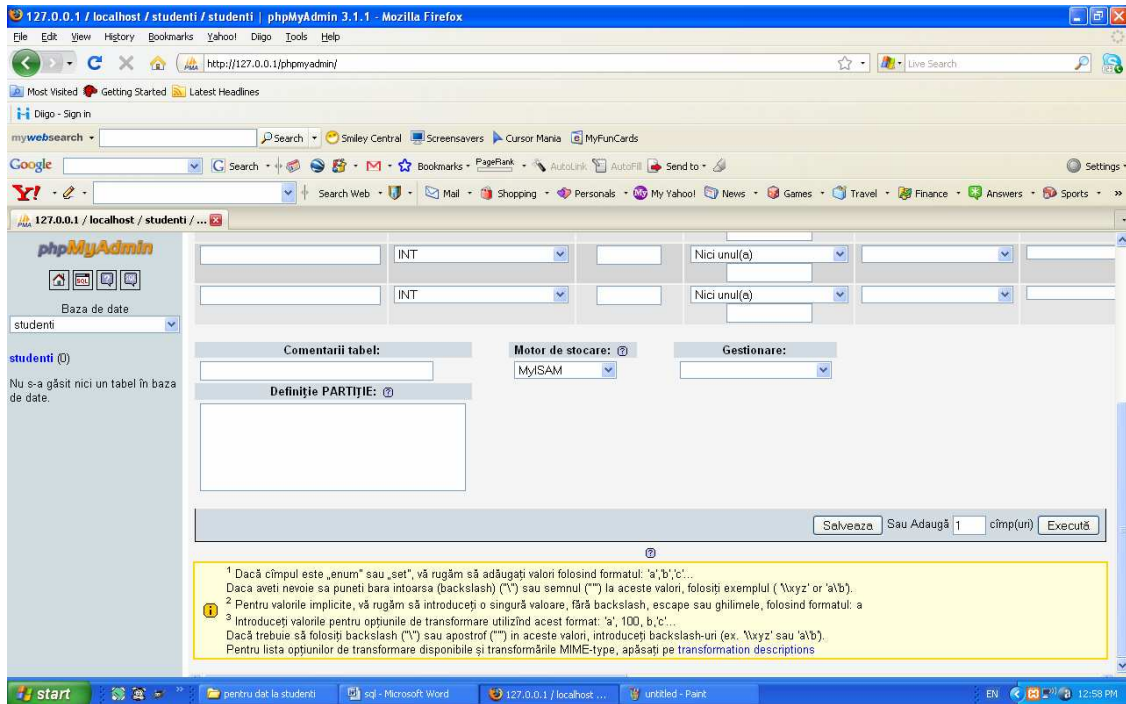 127.0.0.1 / localhost / studenti / studenti | phpMyAdmin 3.1.1 - Mozilla Firefox
File Edit View History Bookmarks Yahoo! Diigo Tools Help
http://127.0.0.1/phpmyadmin/
Live Search
Most Visited Getting Started Latest Headlines
Diigo - Sign in
mywebsearch Search Smiley Central Screensavers Cursor Mania MyFunCards
Google Search Bookmarks PageRank AutoLink AutoFill Send to Settings
Y! Search Web Mail Shopping Personals My Yahoo! News Games Travel Finance Answers Sports »
127.0.0.1 / localhost / studenti / ...
phpMyAdmin
INT Nici unul(a)
SQL
INT Nici unul(a)
Baza de date
studenti
Comentarii tabel: Motor de stocare: Gestionare:
studenti (0)
MyISAM
Nu s-a găsit nici un tabel în baza de date.
Definiție PARTIȚIE:
Salveaza Sau Adaugă 1 cîmp(uri) Execută
1 Dacă cîmpul este „enum" sau „set", vă rugăm să adăugați valori folosind formatul: 'a','b','c'...
Daca aveti nevoie sa puneti bara intoarsa (backslash) ("\") sau semnul ("'") la aceste valori, folosiți exemplul ( '\\xyz' or 'a\'b').
2 Pentru valorile implicite, vă rugăm să introduceți o singură valoare, fără backslash, escape sau ghilimele, folosind formatul: a
3 Introduceți valorile pentru opțiunile de transformare utilizînd acest format: 'a', 100, b,'c'...
Dacă trebuie să folosiți backslash ("\") sau apostrof ("'") in aceste valori, introduceți backslash-uri (ex. '\\xyz' sau 'a\'b').
Pentru lista opțiunilor de transformare disponibile și transformările MIME-type, apăsați pe transformation descriptions
start » pentru dat la studenti sql - Microsoft Word 127.0.0.1 / localhost ... untitled - Paint EN 12:58 PM